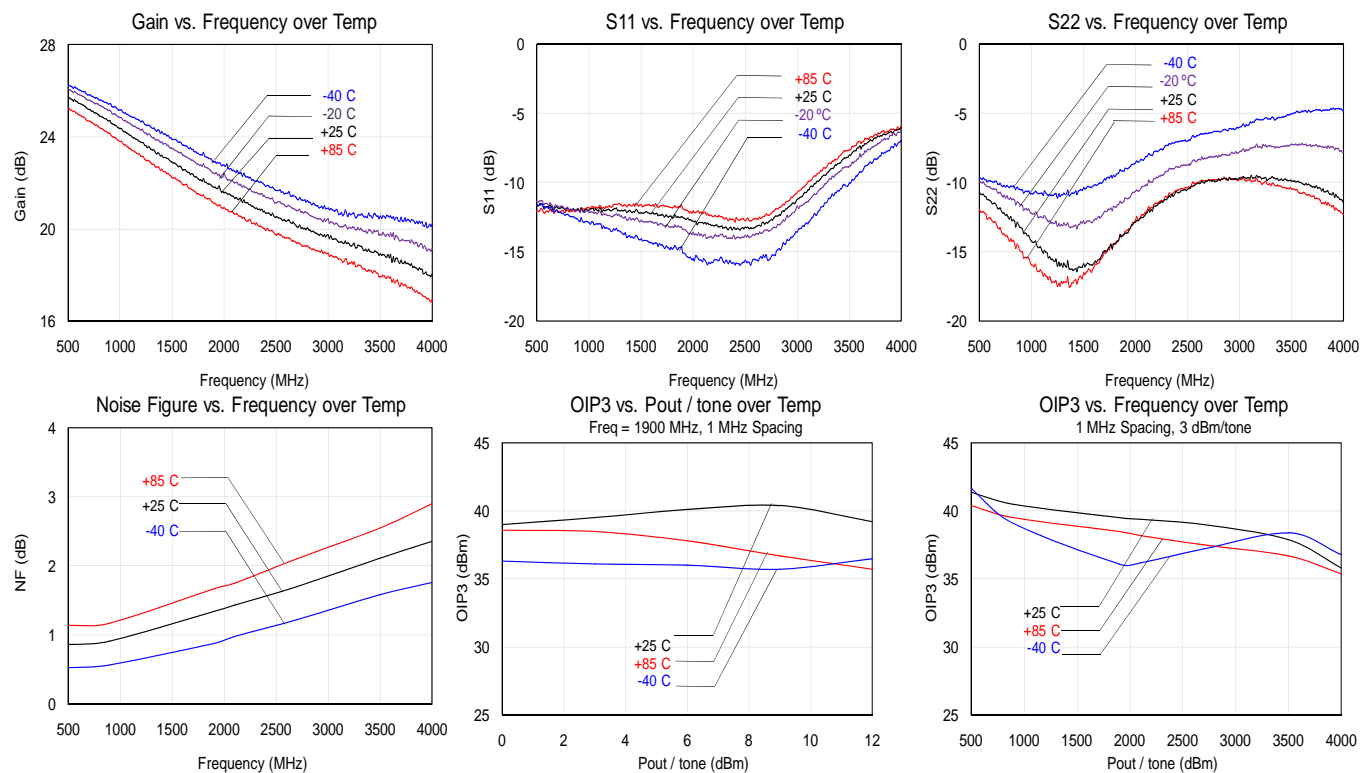 Gain vs. Frequency over Temp
28
24
20
16
Gain (dB)
-40 C
-20 C
+25 C
+85 C
500 1000 1500 2000 2500 3000 3500 4000
Frequency (MHz)
S11 vs. Frequency over Temp
0
-5
-10
-15
-20
S11 (dB)
+85 C
+25 C
-20 ºC
-40 C
500 1000 1500 2000 2500 3000 3500 4000
Frequency (MHz)
S22 vs. Frequency over Temp
0
-5
-10
-15
-20
S22 (dB)
-40 C
-20 ºC
+25 C
+85 C
500 1000 1500 2000 2500 3000 3500 4000
Frequency (MHz)
Noise Figure vs. Frequency over Temp
4
3
2
1
0
NF (dB)
+85 C
+25 C
-40 C
500 1000 1500 2000 2500 3000 3500 4000
Frequency (MHz)
OIP3 vs. Pout / tone over Temp
Freq = 1900 MHz, 1 MHz Spacing
45
40
35
30
25
OIP3 (dBm)
+25 C
+85 C
-40 C
0 2 4 6 8 10 12
Pout / tone (dBm)
OIP3 vs. Frequency over Temp
1 MHz Spacing, 3 dBm/tone
45
40
35
30
25
OIP3 (dBm)
+25 C
+85 C
-40 C
500 1000 1500 2000 2500 3000 3500 4000
Pout / tone (dBm)